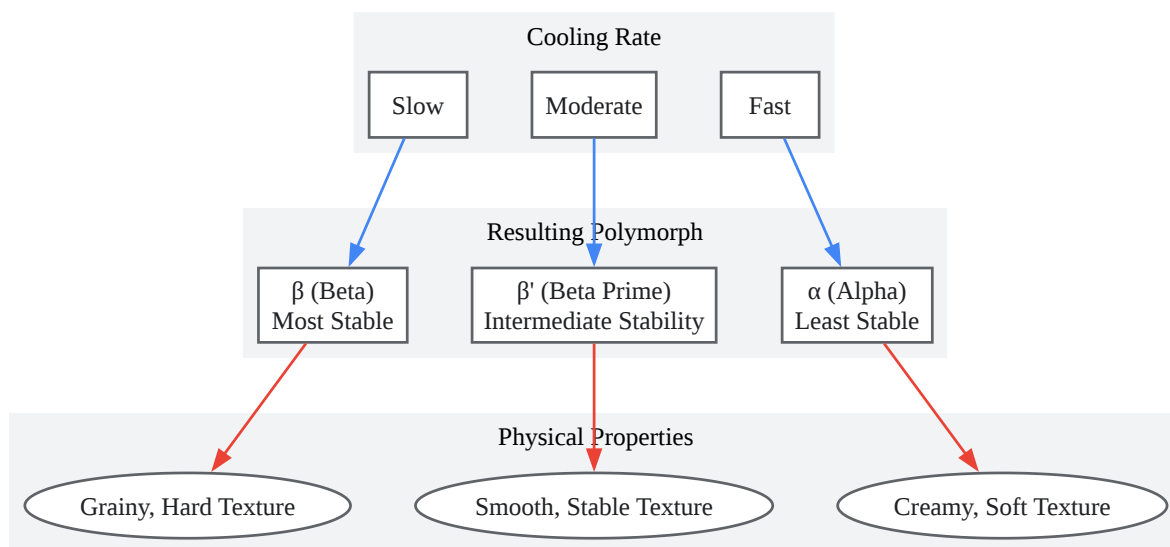 Cooling Rate
Slow
Moderate
Fast
Resulting Polymorph
β (Beta)
Most Stable
β' (Beta Prime)
Intermediate Stability
α (Alpha)
Least Stable
Physical Properties
Grainy, Hard Texture
Smooth, Stable Texture
Creamy, Soft Texture